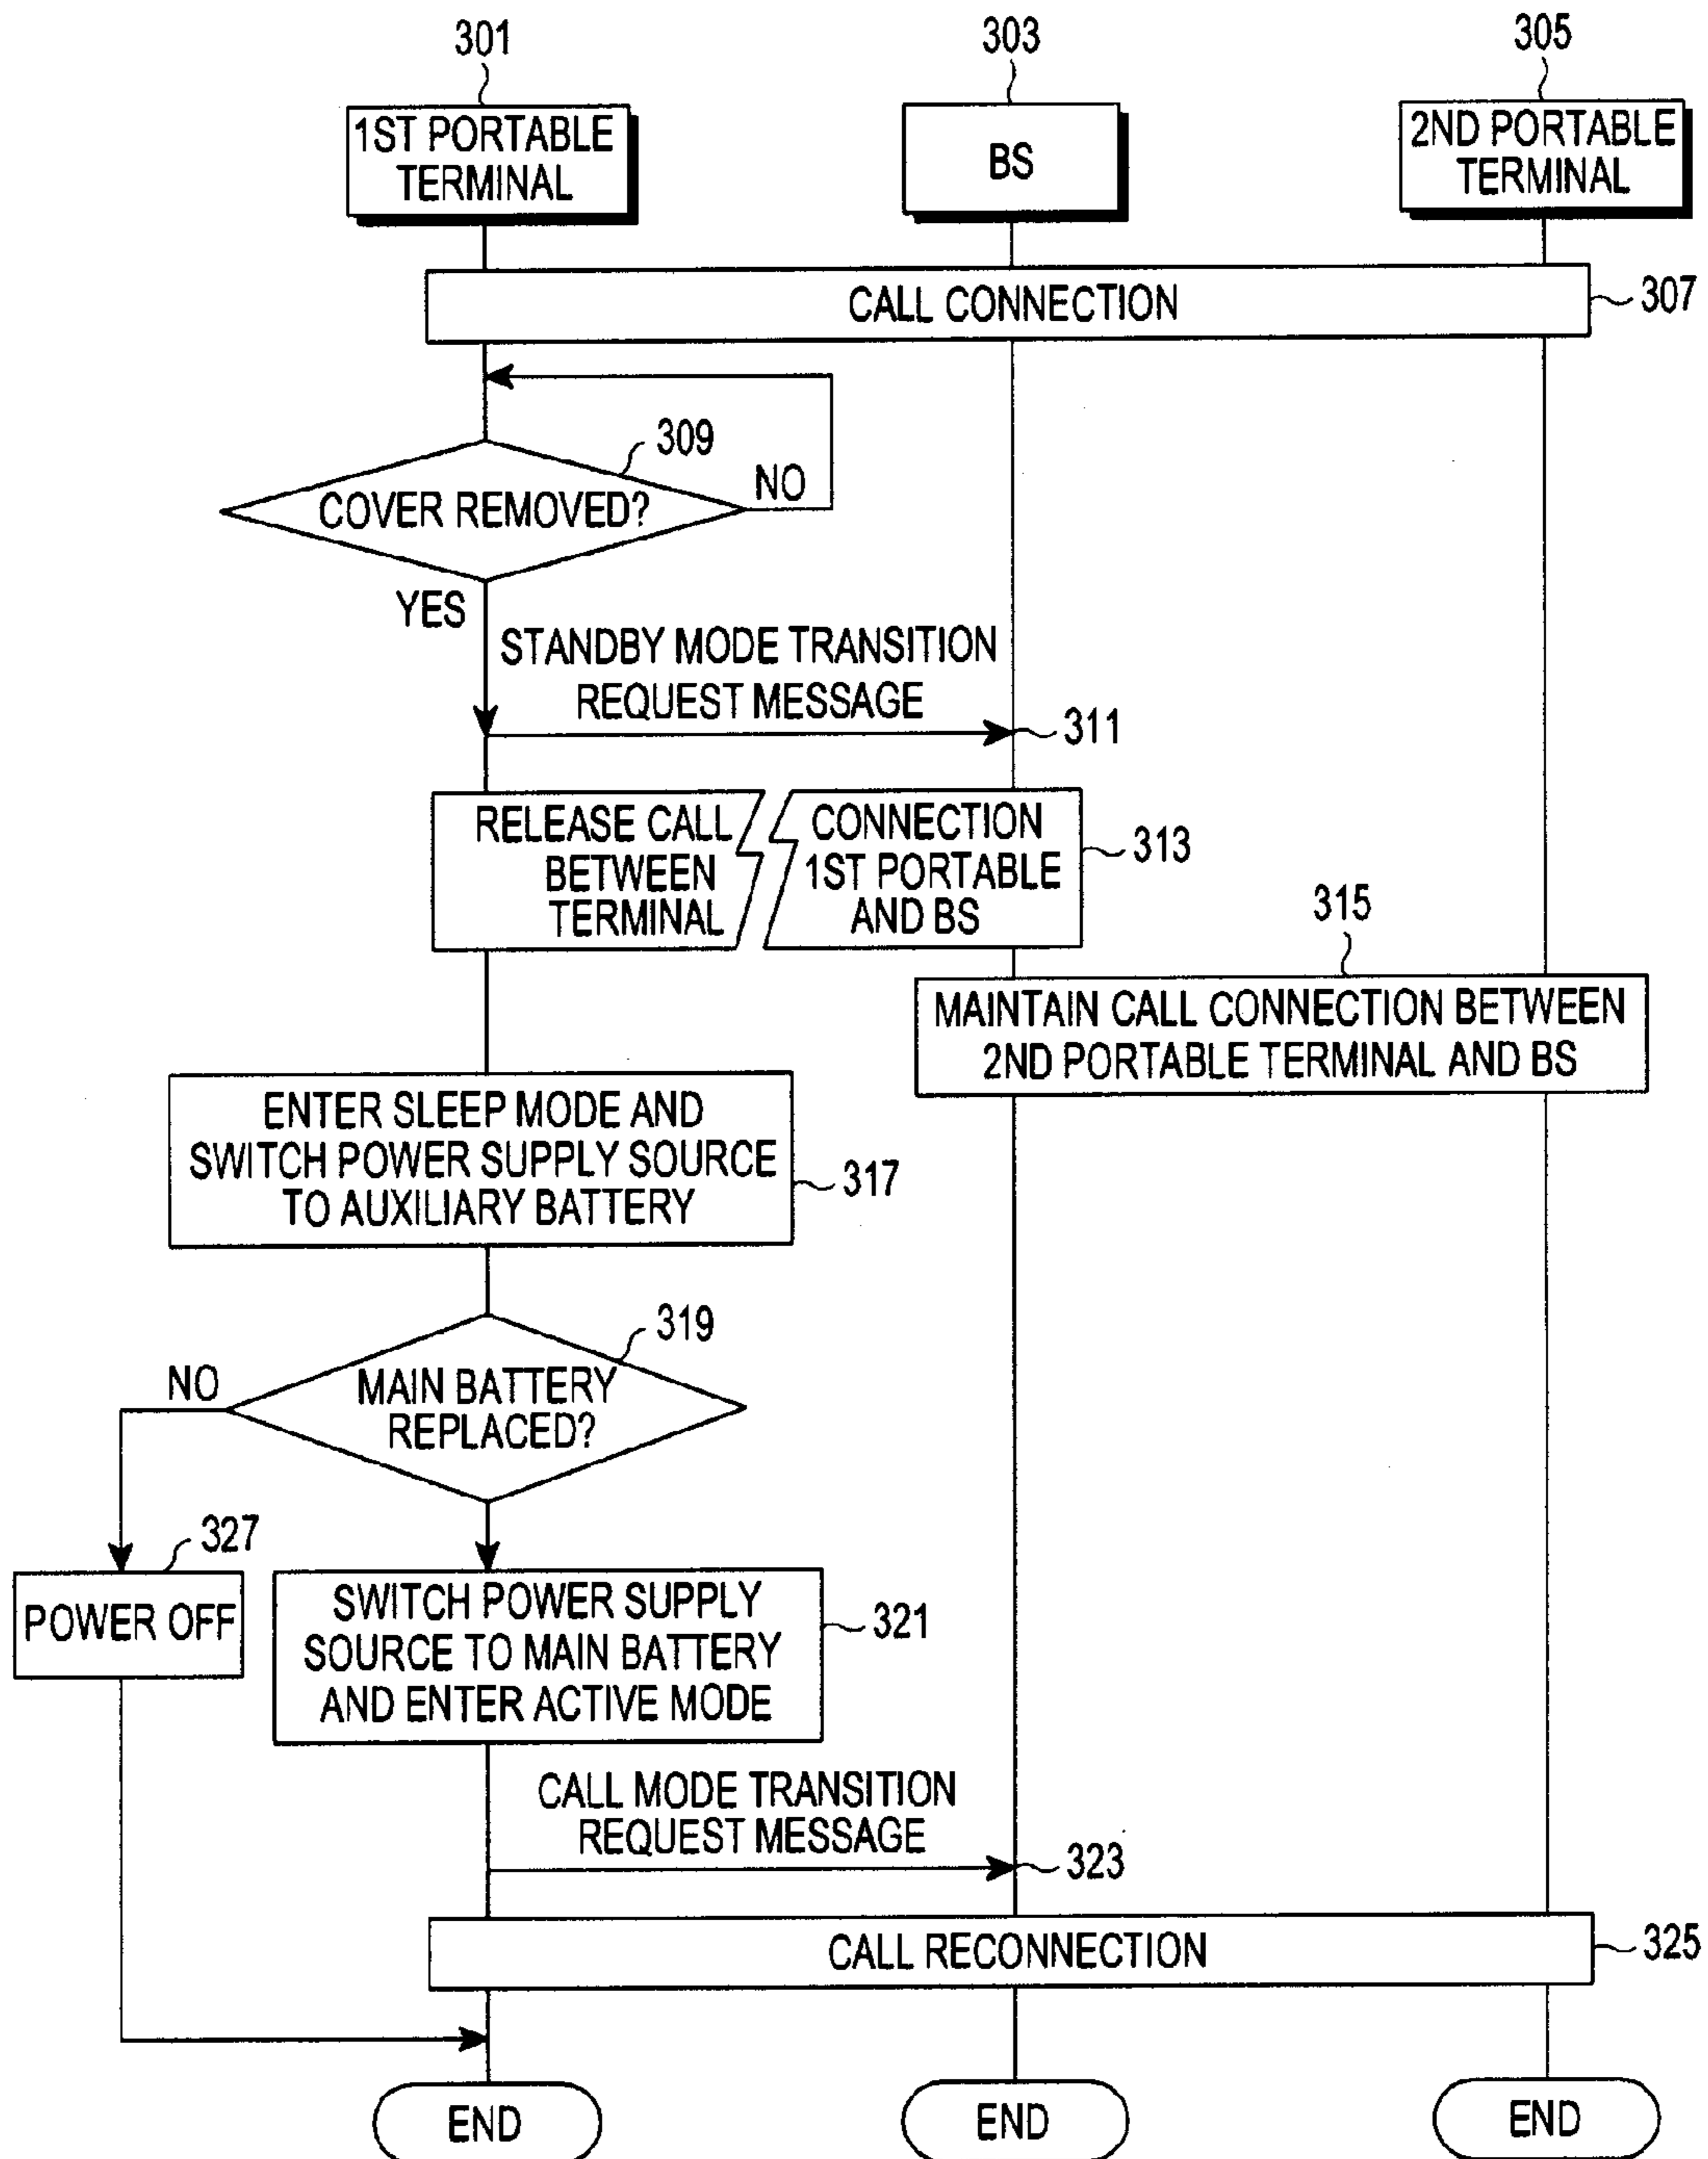 301
303
305
1ST PORTABLE
TERMINAL
BS
2ND PORTABLE
TERMINAL
CALL CONNECTION
307
309
COVER REMOVED?
NO
YES
STANDBY MODE TRANSITION
REQUEST MESSAGE
311
RELEASE CALL
BETWEEN
TERMINAL
CONNECTION
1ST PORTABLE
AND BS
313
315
MAINTAIN CALL CONNECTION BETWEEN
2ND PORTABLE TERMINAL AND BS
ENTER SLEEP MODE AND
SWITCH POWER SUPPLY SOURCE
TO AUXILIARY BATTERY
317
319
NO
MAIN BATTERY
REPLACED?
327
POWER OFF
SWITCH POWER SUPPLY
SOURCE TO MAIN BATTERY
AND ENTER ACTIVE MODE
321
CALL MODE TRANSITION
REQUEST MESSAGE
323
CALL RECONNECTION
325
END
END
END